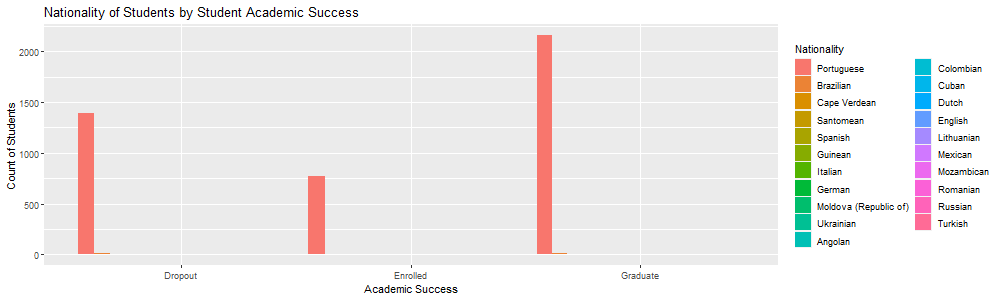 Nationality of Students by Student Academic Success
Count of Students
2000
1500
1000
500
0
Dropout
Enrolled
Graduate
Academic Success
Nationality
Portuguese
Brazilian
Cape Verdean
Santomean
Spanish
Guinean
Italian
German
Moldova (Republic of)
Ukrainian
Angolan
Colombian
Cuban
Dutch
English
Lithuanian
Mexican
Mozambican
Romanian
Russian
Turkish